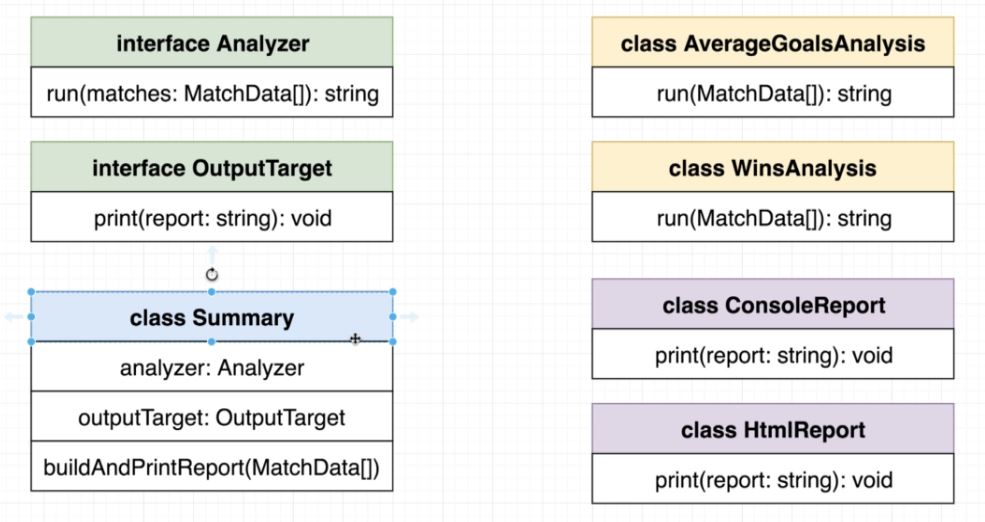 interface Analyzer
run(matches: MatchData[]): string
interface OutputTarget
print(report: string): void
class Summary
analyzer: Analyzer
outputTarget: OutputTarget
buildAndPrintReport(MatchData[])
class AverageGoalsAnalysis
run(MatchData[]): string
class WinsAnalysis
run(MatchData[]): string
class ConsoleReport
print(report: string): void
class HtmlReport
print(report: string): void